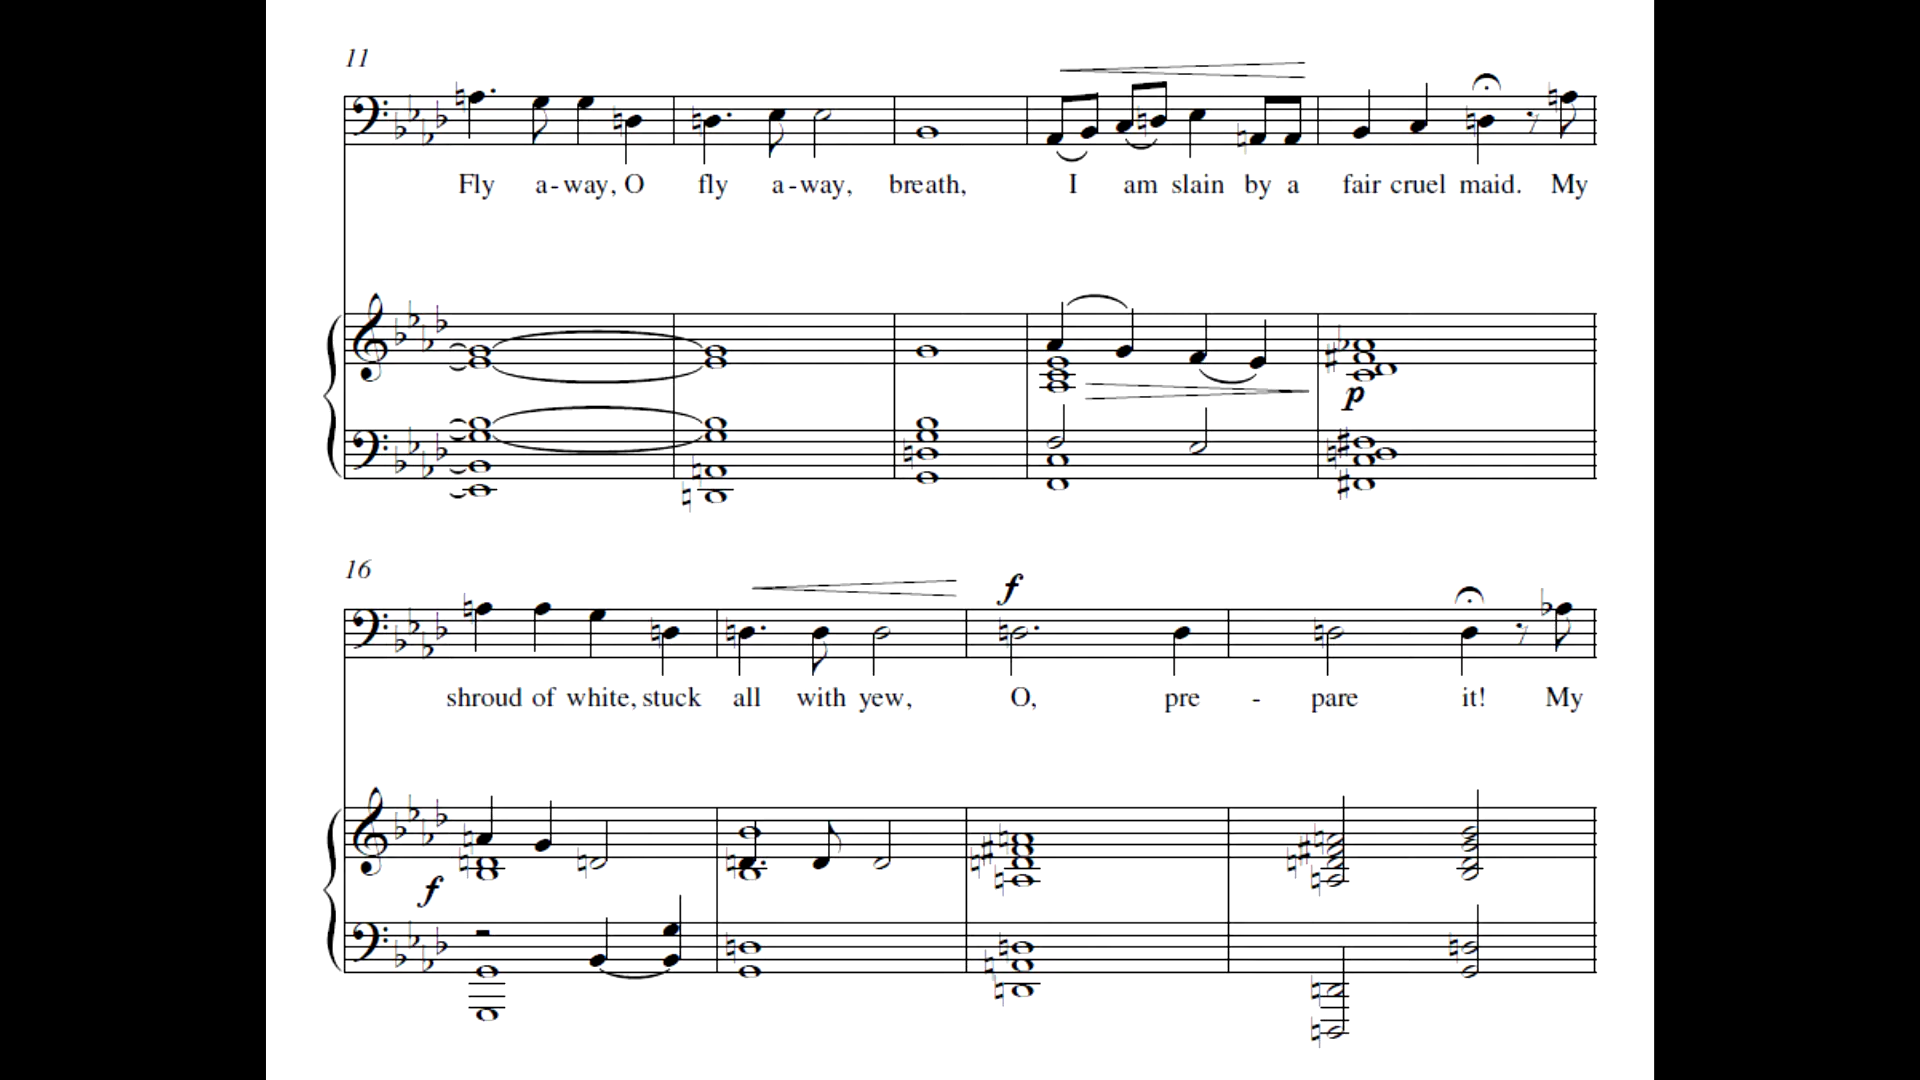 11
Fly a - way, O fly a - way, breath, I am slain by a fair cruel maid. My
p
16
f
shroud of white, stuck all with yew, O, pre - pare it! My
f